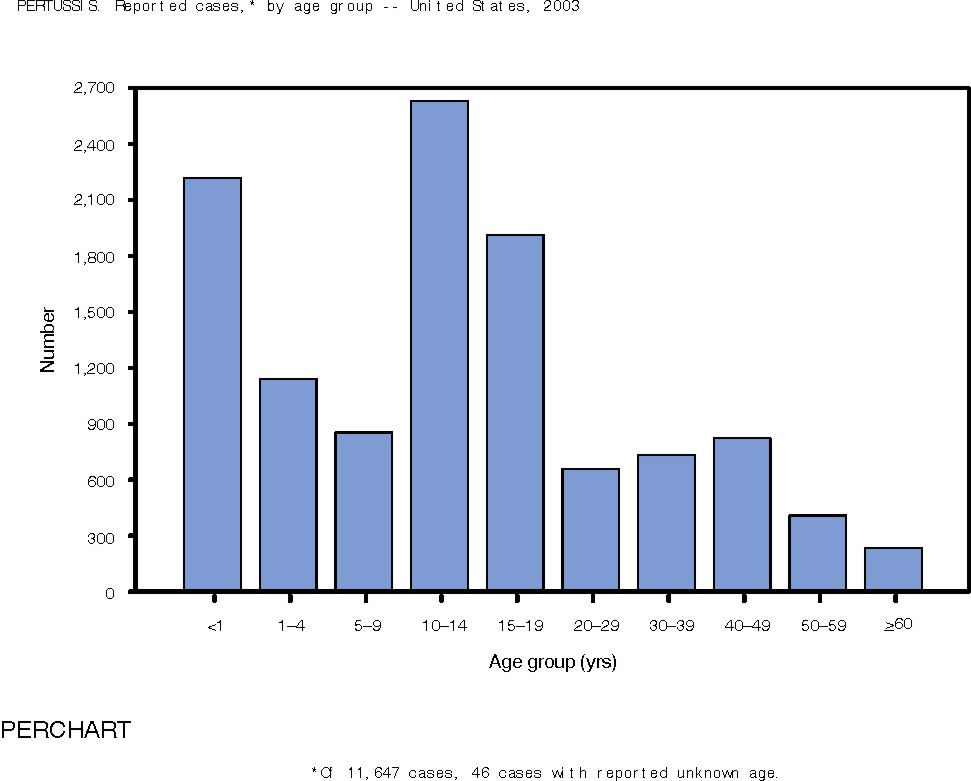 PERTUSSIS. Reported cases,* by age group -- United States, 2003
2,700
2,400
2,100
1,800
1,500
1,200
900
600
300
0
Number
<1 1–4 5–9 10–14 15–19 20–29 30–39 40–49 50–59 ≥60
Age group (yrs)
PERCHART
*Of 11,647 cases, 46 cases with reported unknown age.